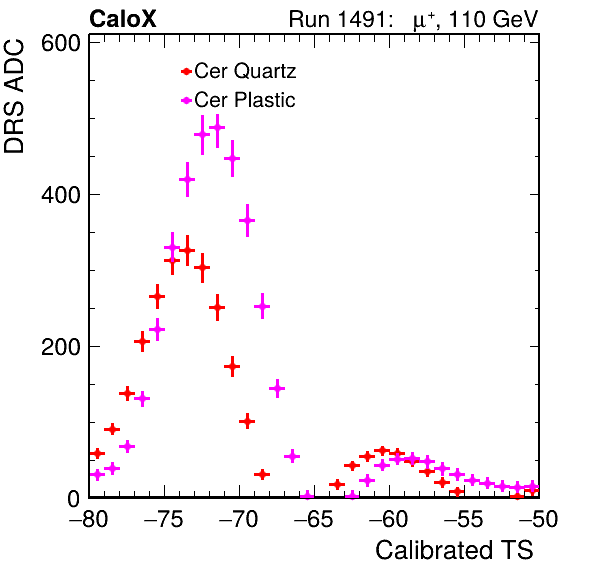 CaloX Run 1491: μ⁺, 110 GeV
DRS ADC
600
400
200
0
Cer Quartz
Cer Plastic
−80 −75 −70 −65 −60 −55 −50
Calibrated TS